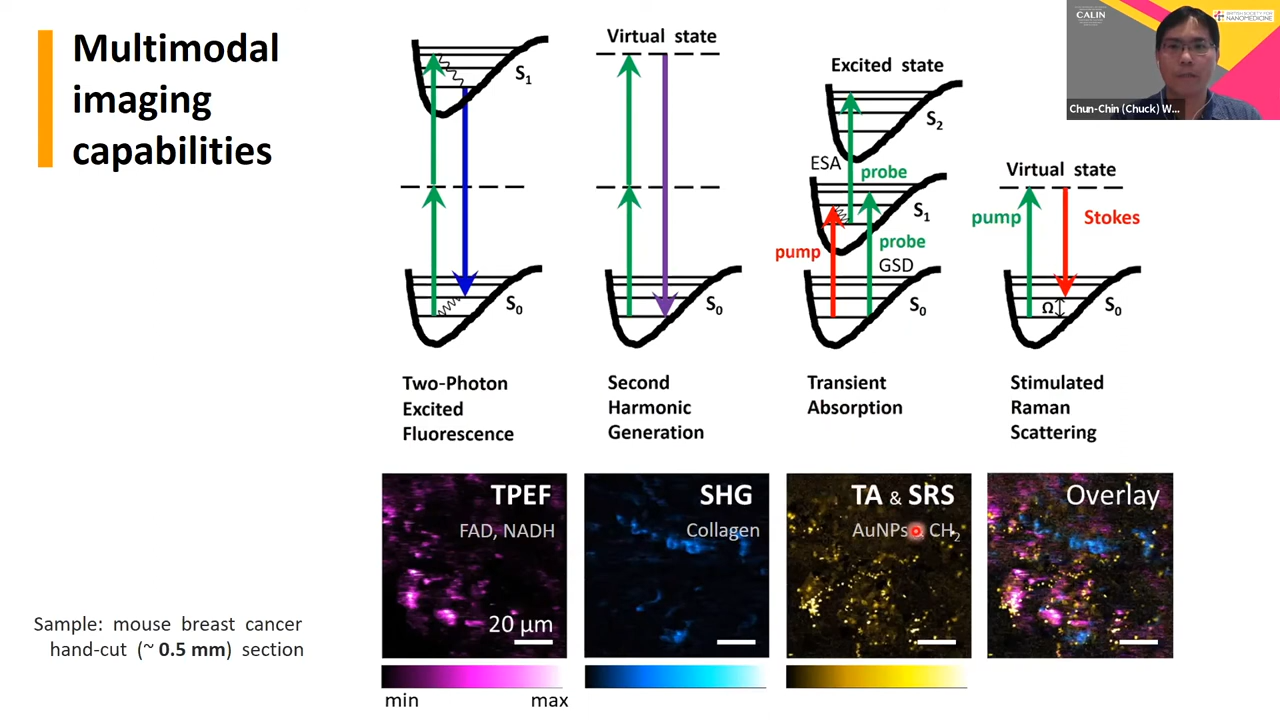 Multimodal
imaging
capabilities
S1
S0
Two-Photon
Excited
Fluorescence
Virtual state
S0
Second
Harmonic
Generation
Excited state
S2
ESA
probe
S1
pump
probe
GSD
S0
Transient
Absorption
Virtual state
pump
Stokes
Ω
S0
Stimulated
Raman
Scattering
CALIN
NANOMEDICINE
Chun-Chin (Chuck) W...
TPEF
FAD, NADH
20 μm
SHG
Collagen
TA & SRS
AuNPs CH2
Overlay
min max
Sample: mouse breast cancer
hand-cut (~ 0.5 mm) section